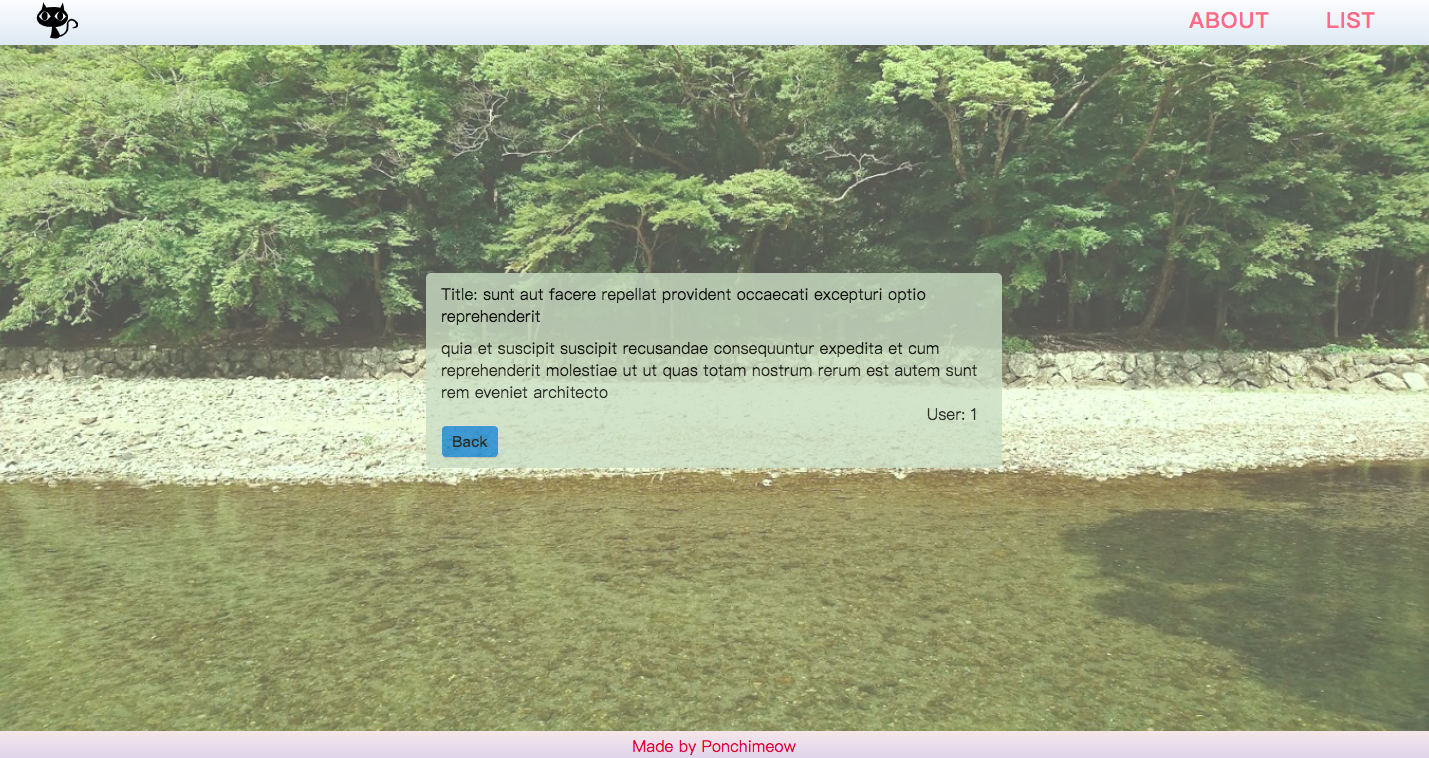 ABOUT LIST
Title: sunt aut facere repellat provident occaecati excepturi optio
reprehenderit
quia et suscipit suscipit recusandae consequuntur expedita et cum
reprehenderit molestiae ut ut quas totam nostrum rerum est autem sunt
rem eveniet architecto
User: 1
Back
Made by Ponchimeow